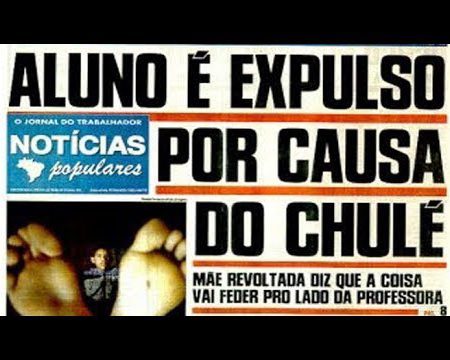 ALUNO É EXPULSO
O JORNAL DO TRABALHADOR
NOTÍCIAS
populares
POR CAUSA
DO CHULÉ
MÃE REVOLTADA DIZ QUE A COISA
VAI FEDER PRO LADO DA PROFESSORA
PÁG. 8